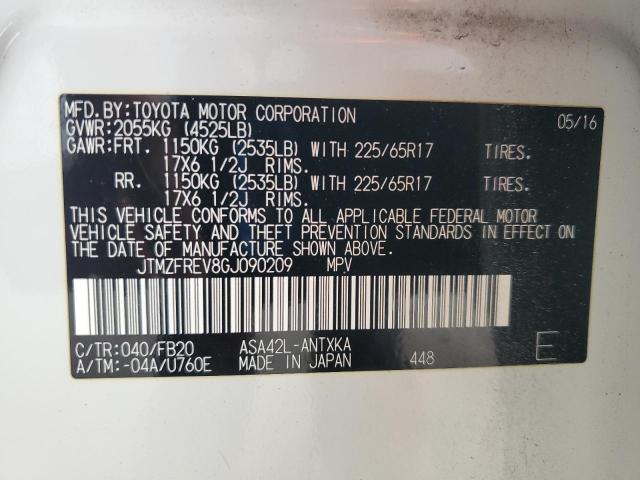 MFD.BY:TOYOTA MOTOR CORPORATION 05/16
GVWR:2055KG (4525LB)
GAWR:FRT. 1150KG (2535LB) WITH 225/65R17 TIRES.
17X6 1/2J RIMS.
RR. 1150KG (2535LB) WITH 225/65R17 TIRES.
17X6 1/2J RIMS.
THIS VEHICLE CONFORMS TO ALL APPLICABLE FEDERAL MOTOR
VEHICLE SAFETY AND THEFT PREVENTION STANDARDS IN EFFECT ON
THE DATE OF MANUFACTURE SHOWN ABOVE.
JTMZFREV8GJ090209 MPV
C/TR:040/FB20 ASA42L-ANTXKA
A/TM:-04A/U760E MADE IN JAPAN 448 E